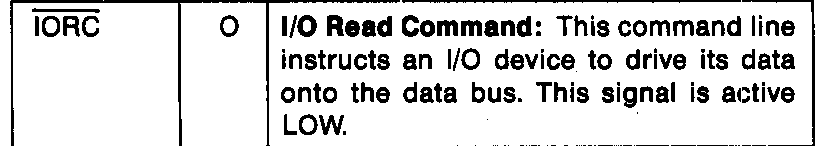 I̅O̅R̅C̅ O I/O Read Command: This command line
instructs an I/O device to drive its data
onto the data bus. This signal is active
LOW.